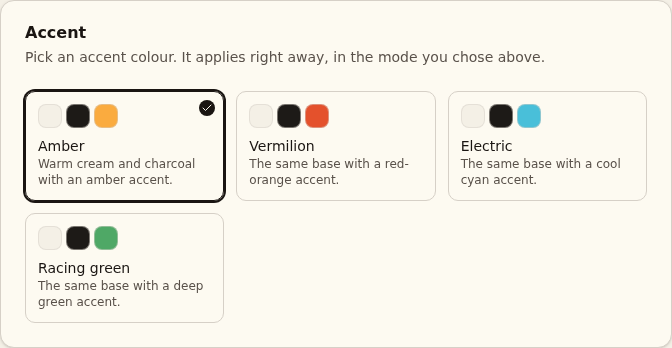 Accent
Pick an accent colour. It applies right away, in the mode you chose above.
Amber
Warm cream and charcoal
with an amber accent.
Vermilion
The same base with a red-
orange accent.
Electric
The same base with a cool
cyan accent.
Racing green
The same base with a deep
green accent.